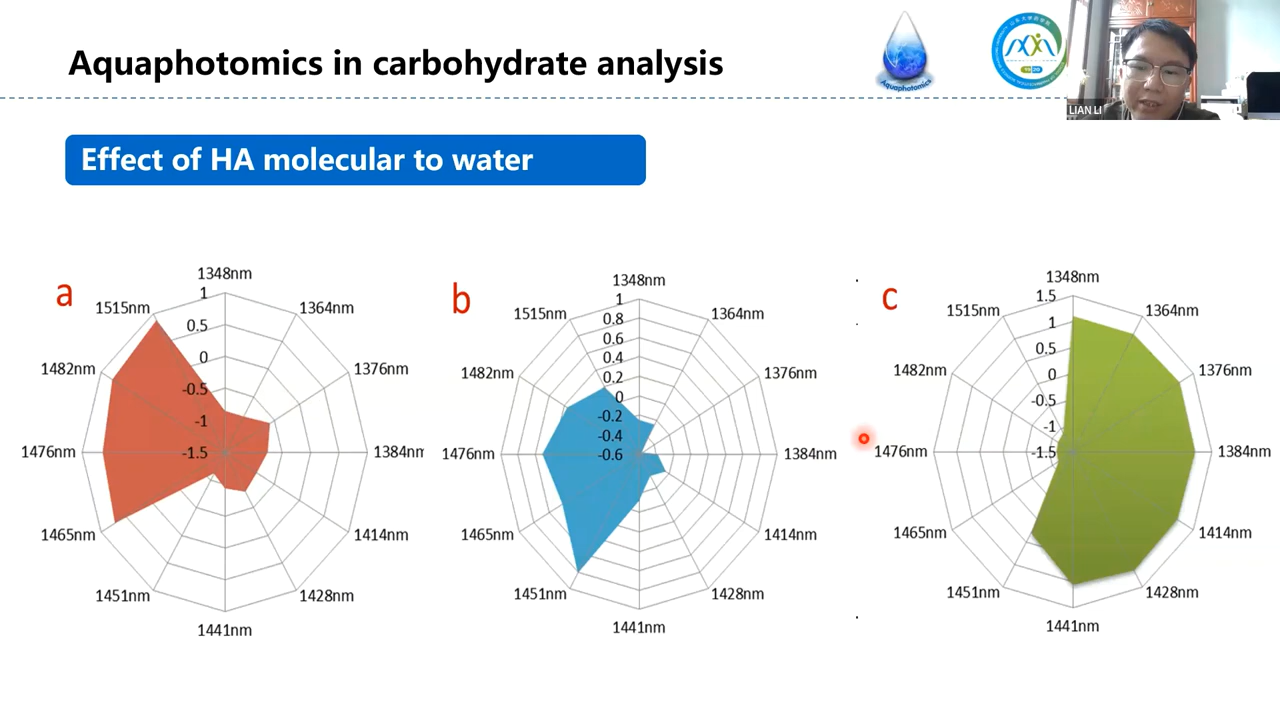 Aquaphotomics in carbohydrate analysis
Aquaphotomics
LIAN LI
Effect of HA molecular to water
a
1348nm
1364nm
1376nm
1384nm
1414nm
1428nm
1441nm
1451nm
1465nm
1476nm
1482nm
1515nm
1
0.5
0
-0.5
-1
-1.5
b
1348nm
1364nm
1376nm
1384nm
1414nm
1428nm
1441nm
1451nm
1465nm
1476nm
1482nm
1515nm
1
0.8
0.6
0.4
0.2
0
-0.2
-0.4
-0.6
c
1348nm
1364nm
1376nm
1384nm
1414nm
1428nm
1441nm
1451nm
1465nm
1476nm
1482nm
1515nm
1.5
1
0.5
0
-0.5
-1
-1.5